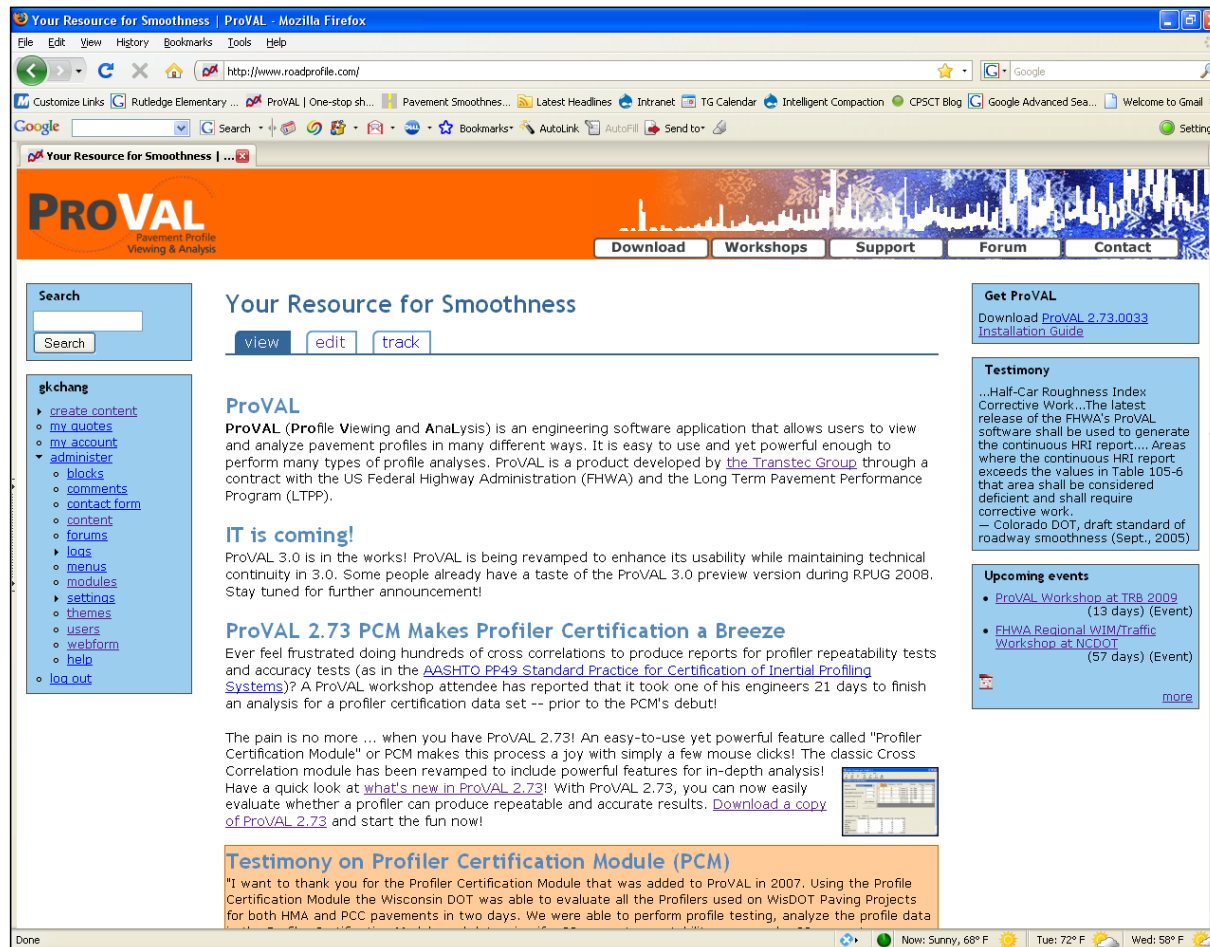 Your Resource for Smoothness | ProVAL - Mozilla Firefox
File Edit View History Bookmarks Tools Help
http://www.roadprofile.com/
G Google
Customize Links Rutledge Elementary ... ProVAL | One-stop sh... Pavement Smoothnes... Latest Headlines Intranet TG Calendar Intelligent Compaction CPSCT Blog Google Advanced Sea... Welcome to Gmail
Google Search Bookmarks AutoLink AutoFill Send to
Your Resource for Smoothness | ...
PROVAL
Pavement Profile
Viewing & Analysis
Download Workshops Support Forum Contact
Search
Search
gkchang
create content
my quotes
my account
administer
blocks
comments
contact form
content
forums
logs
menus
modules
settings
themes
users
webform
help
log out
Your Resource for Smoothness
view edit track
ProVAL
ProVAL (Profile Viewing and AnaLysis) is an engineering software application that allows users to view
and analyze pavement profiles in many different ways. It is easy to use and yet powerful enough to
perform many types of profile analyses. ProVAL is a product developed by the Transtec Group through a
contract with the US Federal Highway Administration (FHWA) and the Long Term Pavement Performance
Program (LTPP).
IT is coming!
ProVAL 3.0 is in the works! ProVAL is being revamped to enhance its usability while maintaining technical
continuity in 3.0. Some people already have a taste of the ProVAL 3.0 preview version during RPUG 2008.
Stay tuned for further announcement!
ProVAL 2.73 PCM Makes Profiler Certification a Breeze
Ever feel frustrated doing hundreds of cross correlations to produce reports for profiler repeatability tests
and accuracy tests (as in the AASHTO PP49 Standard Practice for Certification of Inertial Profiling
Systems)? A ProVAL workshop attendee has reported that it took one of his engineers 21 days to finish
an analysis for a profiler certification data set -- prior to the PCM's debut!
The pain is no more ... when you have ProVAL 2.73! An easy-to-use yet powerful feature called "Profiler
Certification Module" or PCM makes this process a joy with simply a few mouse clicks! The classic Cross
Correlation module has been revamped to include powerful features for in-depth analysis!
Have a quick look at what's new in ProVAL 2.73! With ProVAL 2.73, you can now easily
evaluate whether a profiler can produce repeatable and accurate results. Download a copy
of ProVAL 2.73 and start the fun now!
Testimony on Profiler Certification Module (PCM)
"I want to thank you for the Profiler Certification Module that was added to ProVAL in 2007. Using the Profile
Certification Module the Wisconsin DOT was able to evaluate all the Profilers used on WisDOT Paving Projects
for both HMA and PCC pavements in two days. We were able to perform profile testing, analyze the profile data
Get ProVAL
Download ProVAL 2.73.0033
Installation Guide
Testimony
...Half-Car Roughness Index
Corrective Work...The latest
release of the FHWA's ProVAL
software shall be used to generate
the continuous HRI report.... Areas
where the continuous HRI report
exceeds the values in Table 105-6
that area shall be considered
deficient and shall require
corrective work.
— Colorado DOT, draft standard of
roadway smoothness (Sept., 2005)
Upcoming events
ProVAL Workshop at TRB 2009
(13 days) (Event)
FHWA Regional WIM/Traffic
Workshop at NCDOT
(57 days) (Event)
more
Done
Now: Sunny, 68° F Tue: 72° F Wed: 58° F